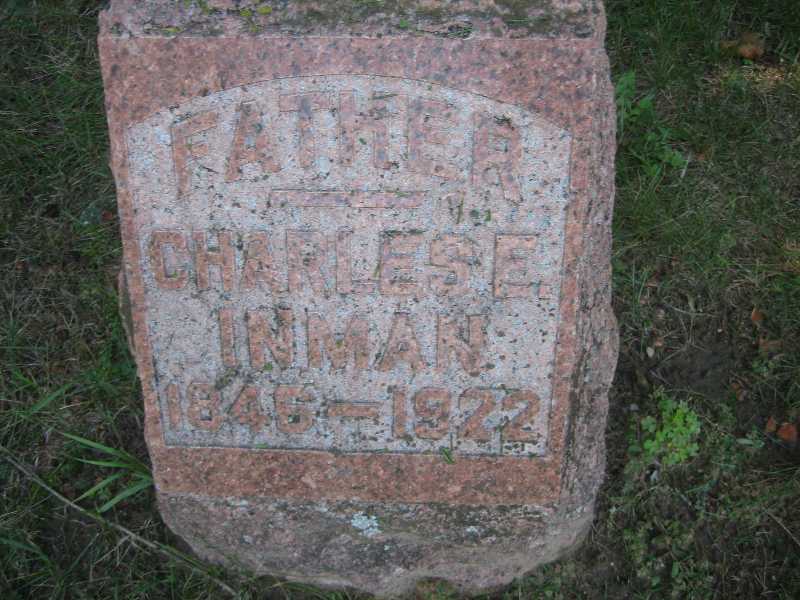 FATHER
CHARLES E.
INMAN
1846-1922